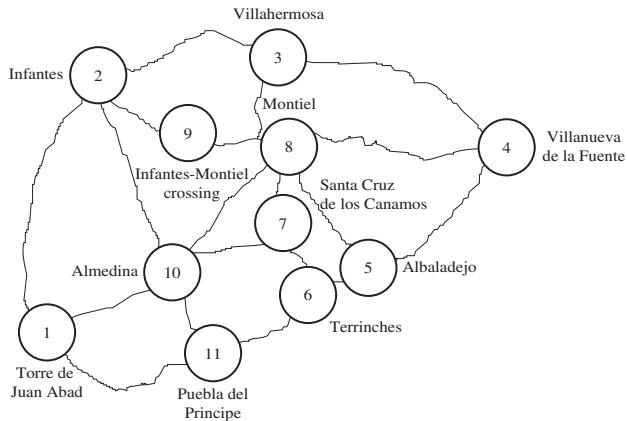 Villahermosa
3
Infantes
2
Montiel
9
8
4
Villanueva
de la Fuente
Infantes-Montiel
crossing
Santa Cruz
de los Canamos
7
Almedina
10
5
Albaladejo
6
Terrinches
1
11
Torre de
Juan Abad
Puebla del
Principe